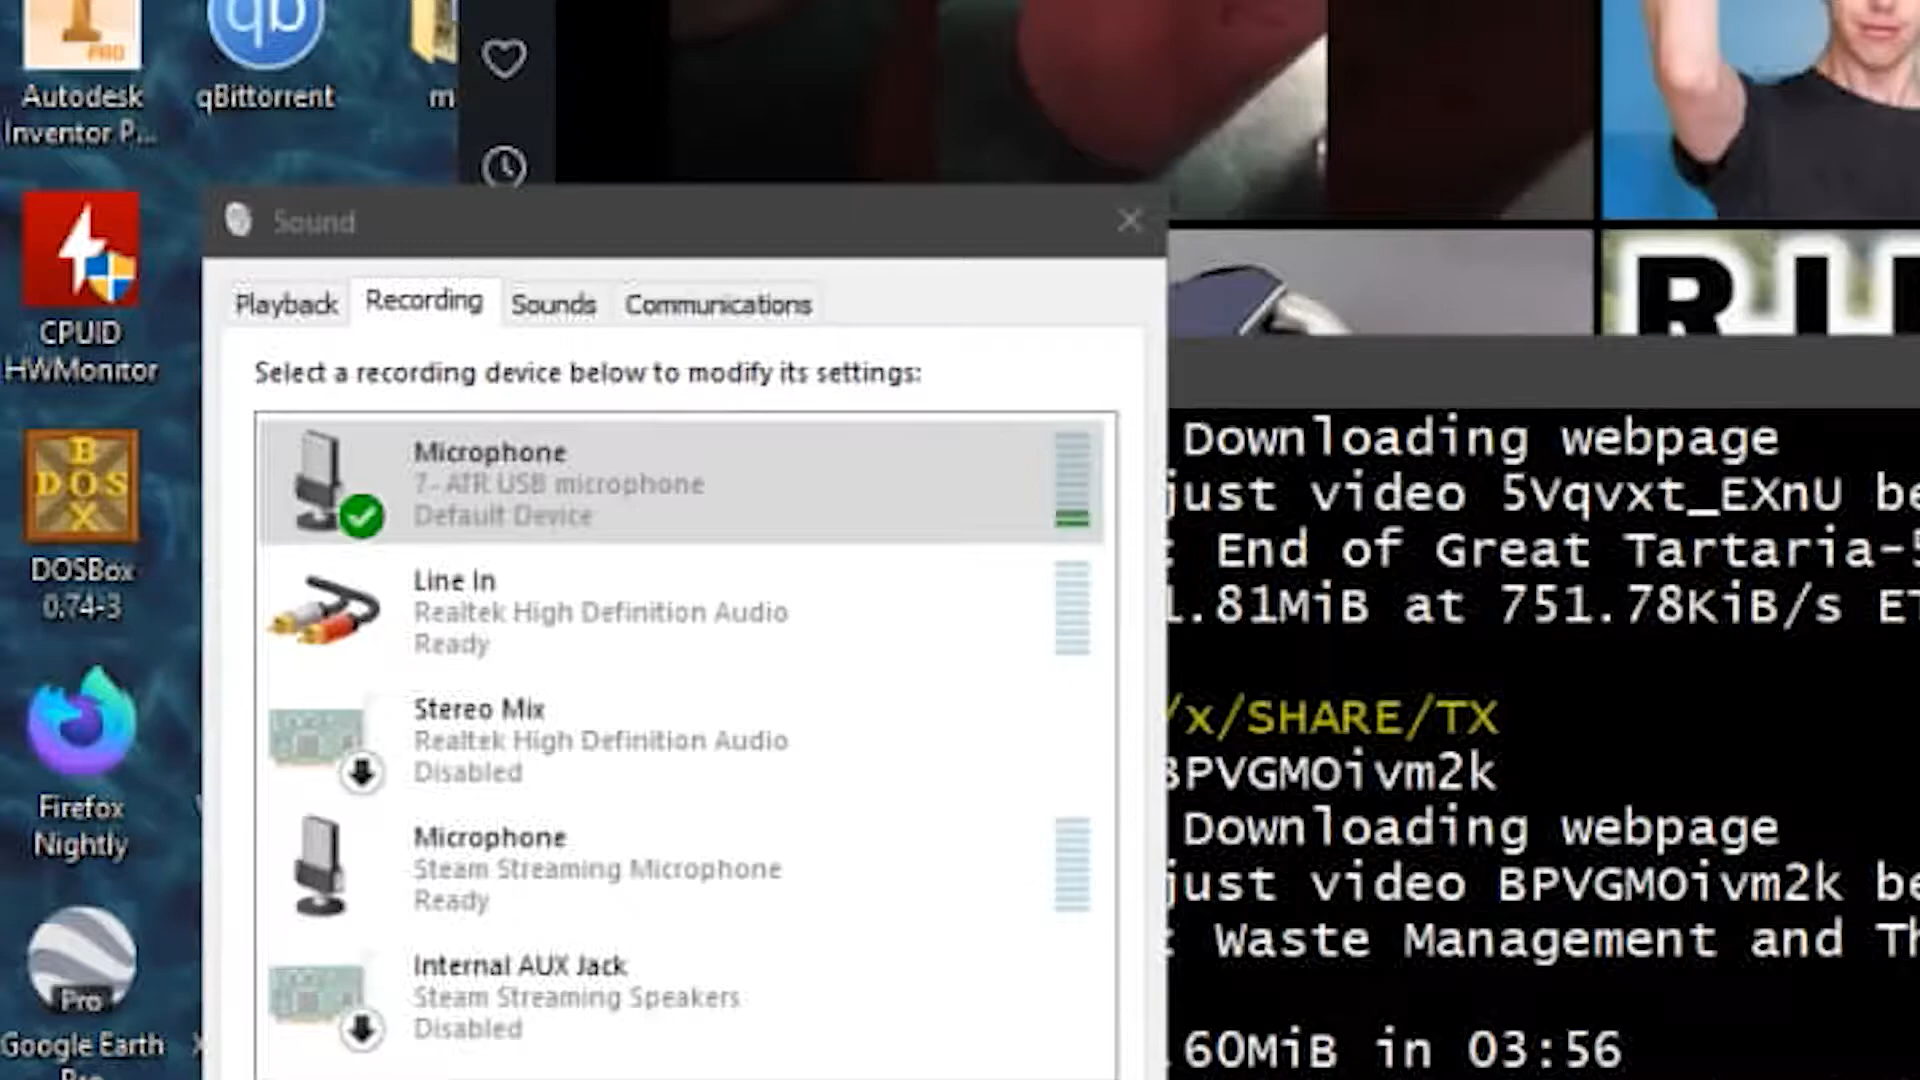 PRO
qb
Autodesk
Inventor P...
qBittorrent
m
CPUID
HWMonitor
B
DOS
X
DOSBox
0.74-3
Firefox
Nightly
Pro
Google Earth
Sound
Playback
Recording
Sounds
Communications
Select a recording device below to modify its settings:
Microphone
7- ATR USB microphone
Default Device
Line In
Realtek High Definition Audio
Ready
Stereo Mix
Realtek High Definition Audio
Disabled
Microphone
Steam Streaming Microphone
Ready
Internal AUX Jack
Steam Streaming Speakers
Disabled
Downloading webpage
just video 5Vqvxt_EXnU be
: End of Great Tartaria-5
1.81MiB at 751.78KiB/s ET
/x/SHARE/TX
BPVGMOivm2k
Downloading webpage
just video BPVGMOivm2k be
: Waste Management and Th
.60MiB in 03:56